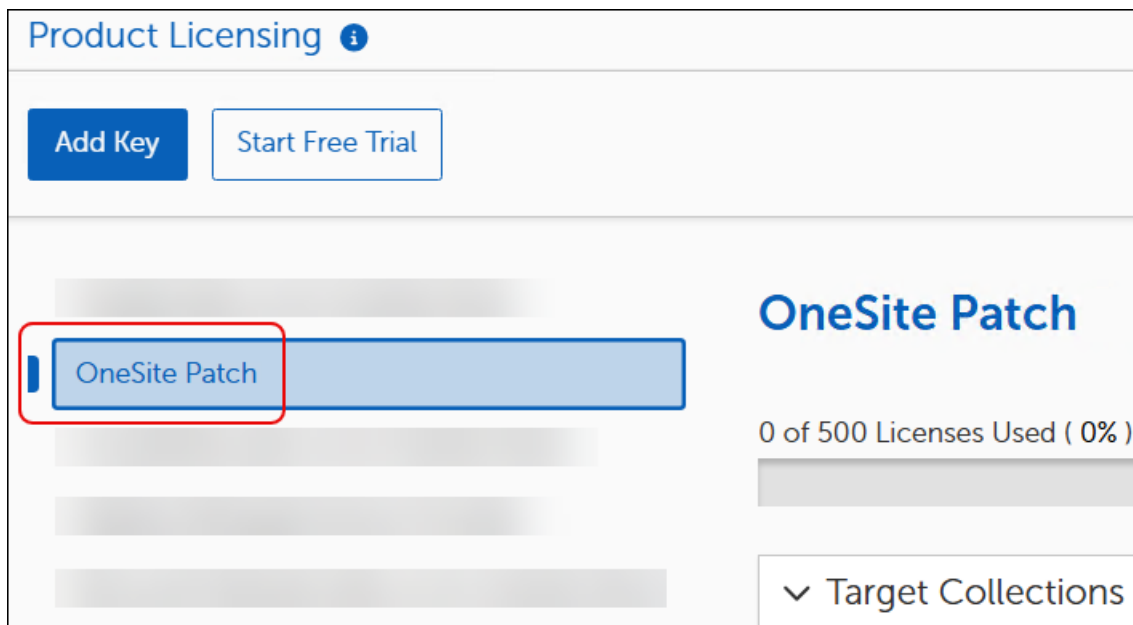 Product Licensing
Add Key
Start Free Trial
OneSite Patch
OneSite Patch
0 of 500 Licenses Used ( 0% )
Target Collections